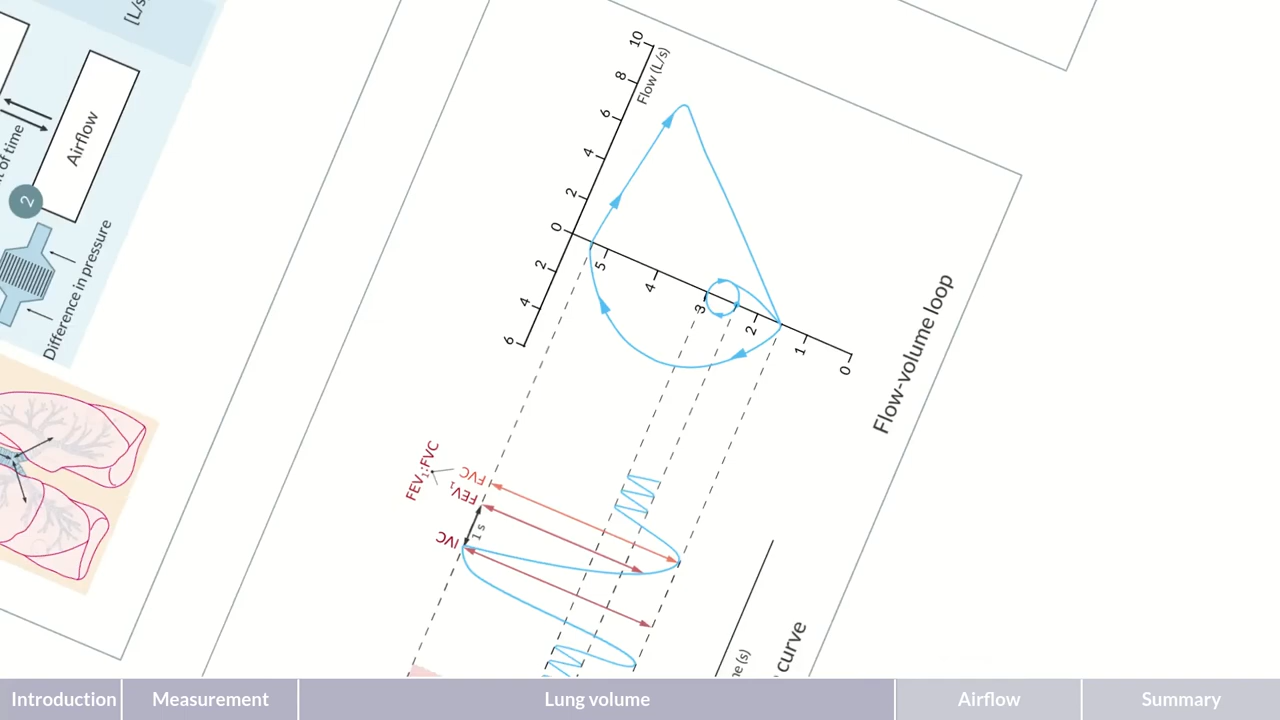 [L/s
Airflow
t of time
2
Difference in pressure
10
8
6
4
2
0
2
4
6
Flow (L/s)
5
4
3
2
1
0
Flow-volume loop
FEV₁:FVC
FVC
FEV₁
IVC
1 s
me (s)
curve
Introduction
Measurement
Lung volume
Airflow
Summary